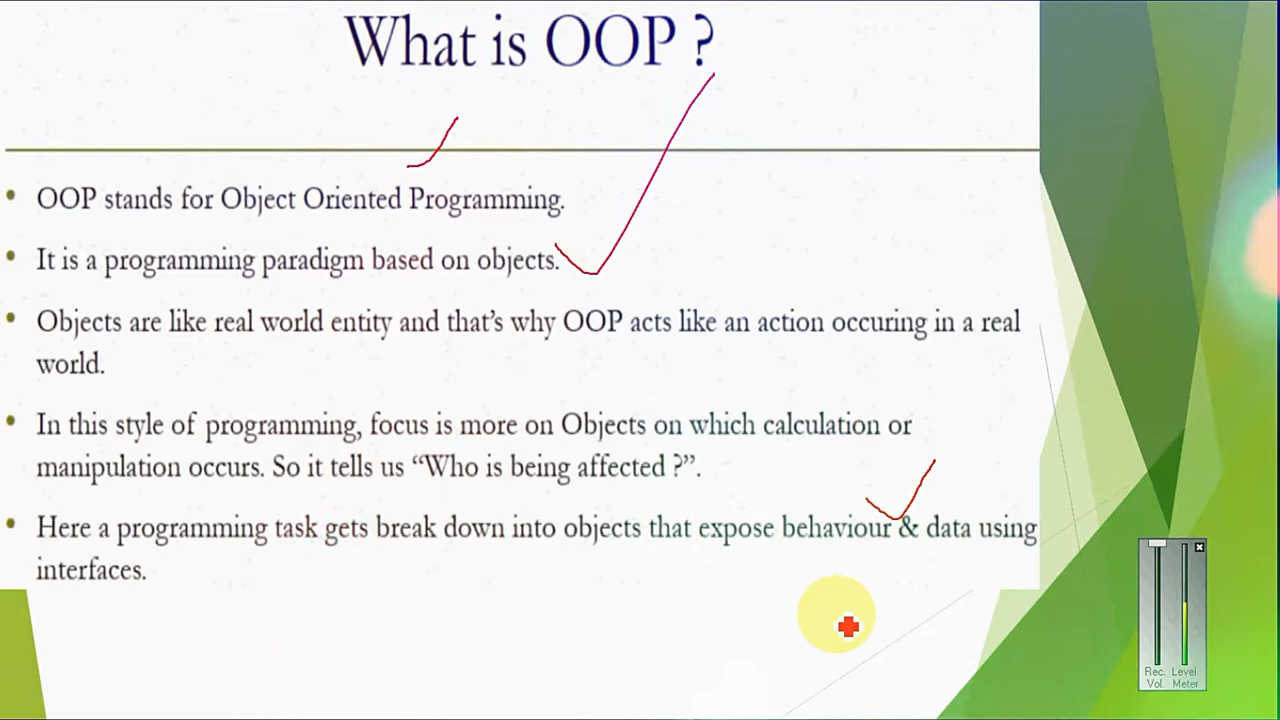 What is OOP ?
• OOP stands for Object Oriented Programming.
• It is a programming paradigm based on objects.
• Objects are like real world entity and that's why OOP acts like an action occuring in a real
world.
• In this style of programming, focus is more on Objects on which calculation or
manipulation occurs. So it tells us “Who is being affected ?”.
• Here a programming task gets break down into objects that expose behaviour & data using
interfaces.
Rec. Level
Vol. Meter